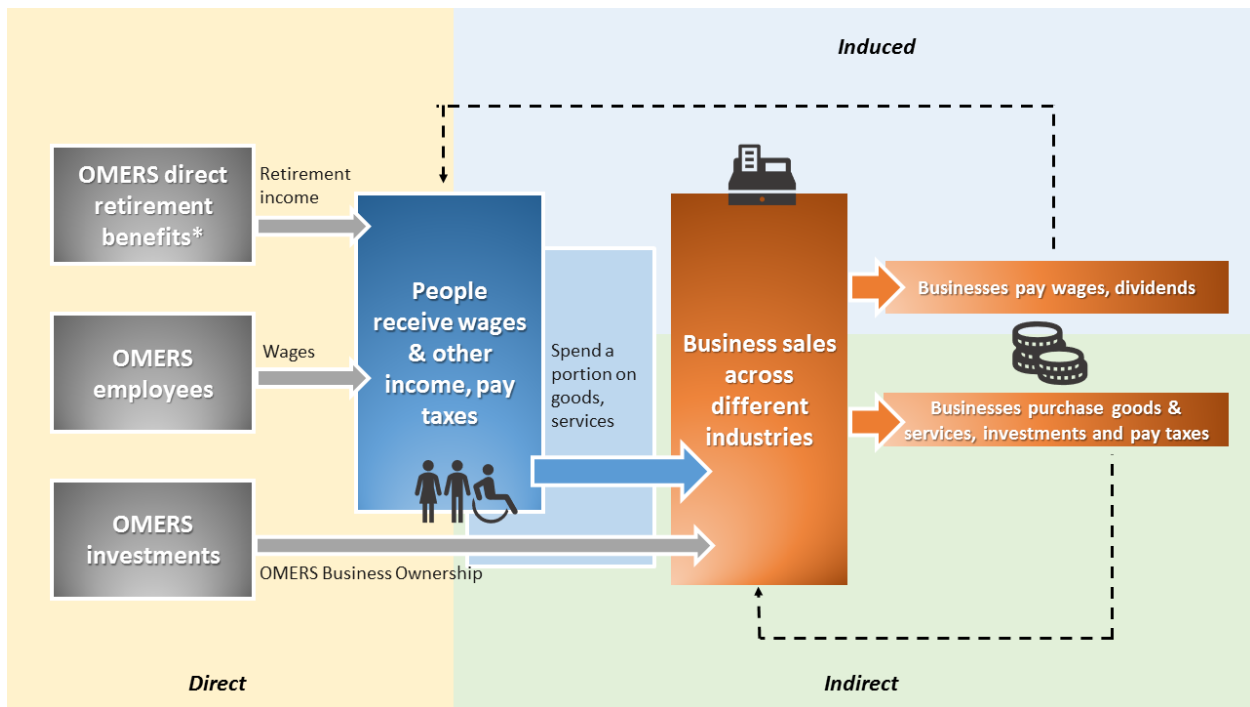 Induced
OMERS direct
retirement
benefits*
Retirement
income
OMERS
employees
Wages
OMERS
investments
OMERS Business Ownership
People
receive wages
& other
income, pay
taxes
Spend a
portion on
goods,
services
Business sales
across
different
industries
Businesses pay wages, dividends
Businesses purchase goods &
services, investments and pay taxes
Direct
Indirect